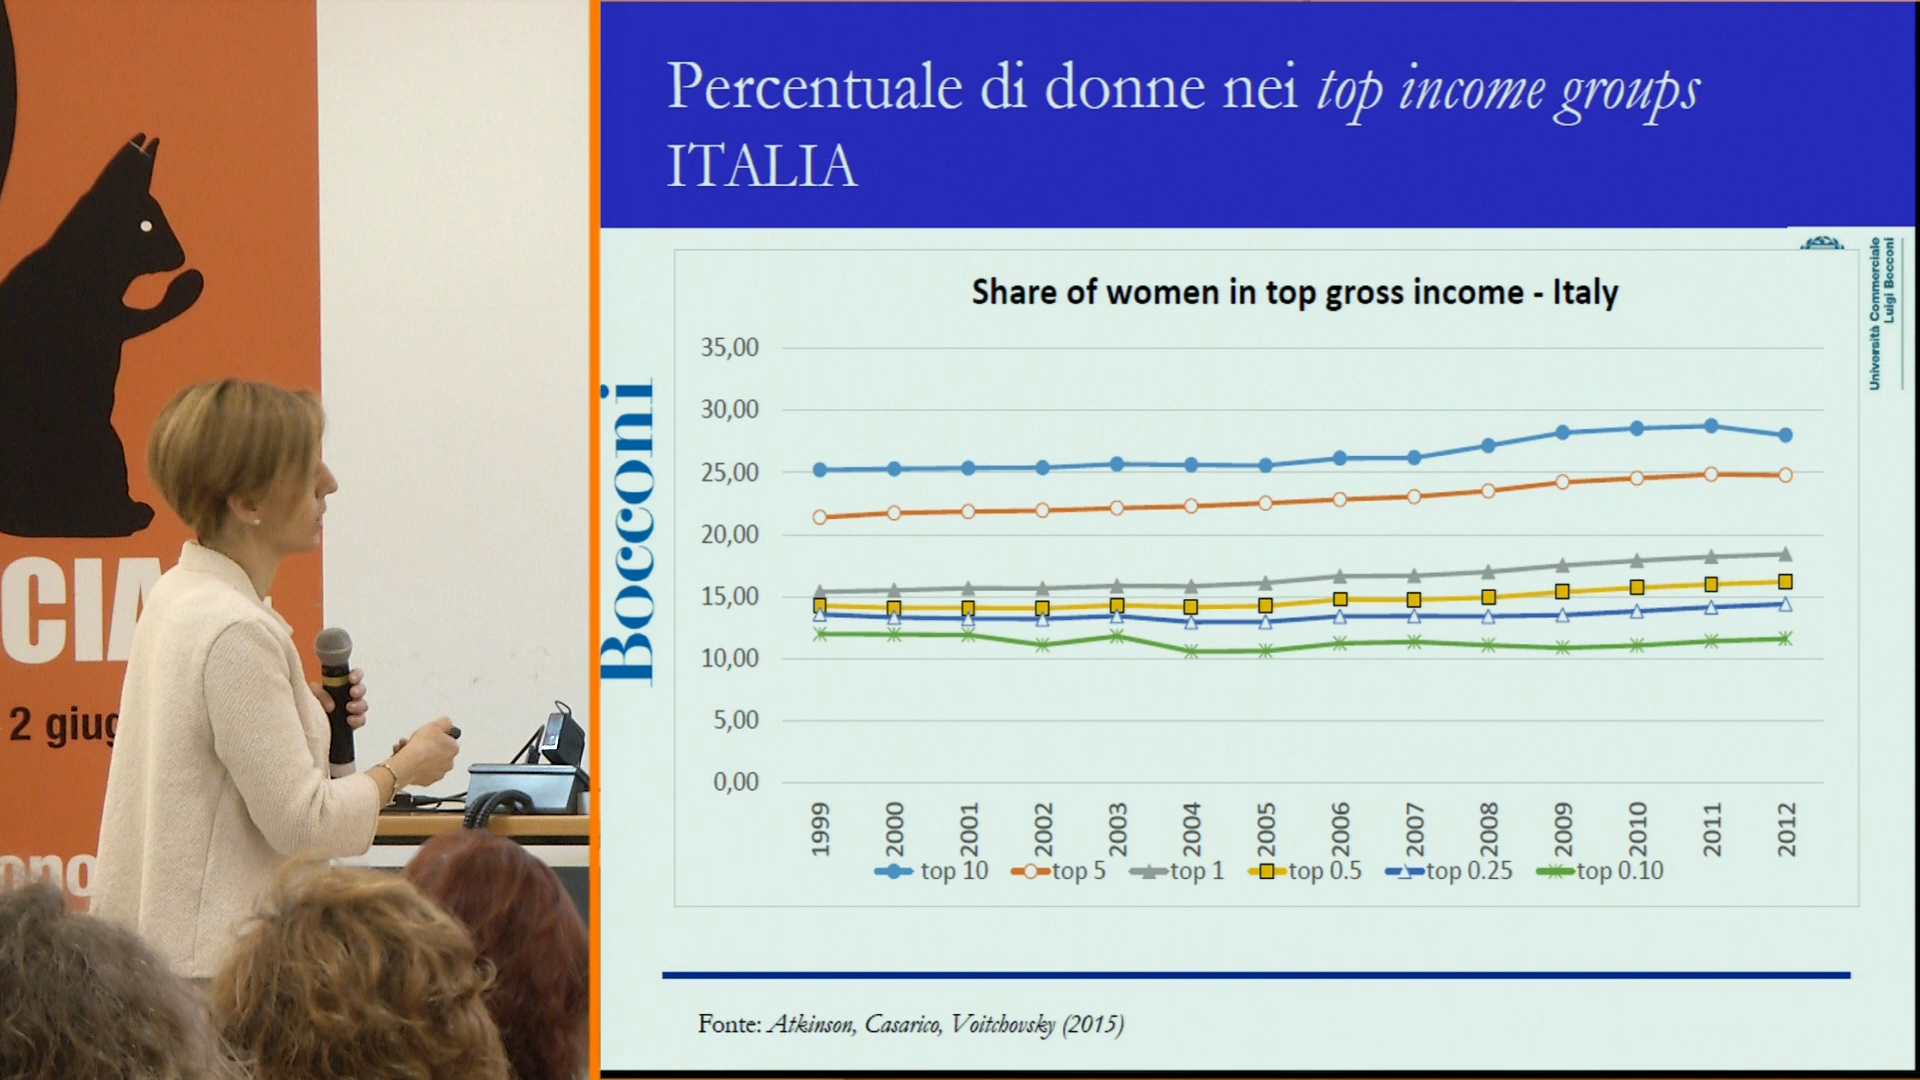 Percentuale di donne nei top income groups
ITALIA
Università Commerciale
Luigi Bocconi
Bocconi
Share of women in top gross income - Italy
35,00
30,00
25,00
20,00
15,00
10,00
5,00
0,00
1999 2000 2001 2002 2003 2004 2005 2006 2007 2008 2009 2010 2011 2012
top 10 top 5 top 1 top 0.5 top 0.25 top 0.10
Fonte: Atkinson, Casarico, Voitchovsky (2015)
CIA
2 giug
ono